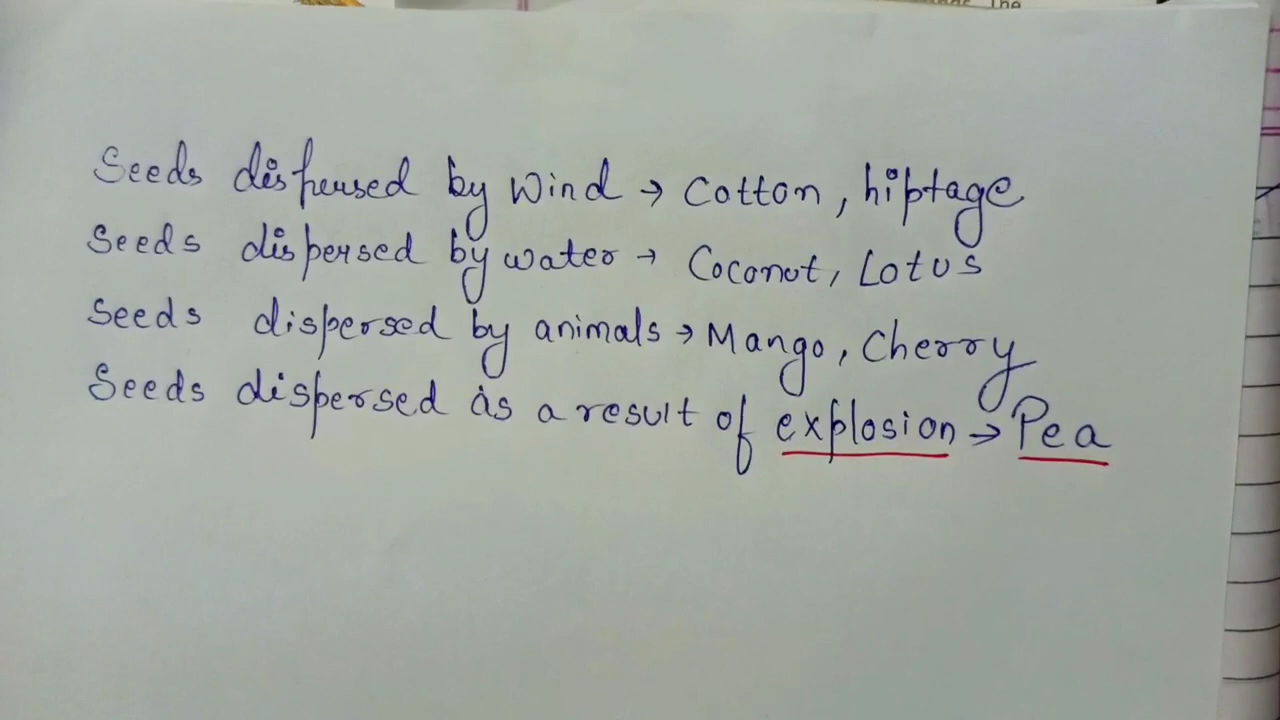 Seeds dispersed by Wind → Cotton, hiptage
Seeds dispersed by water → Coconut, Lotus
Seeds dispersed by animals → Mango, Cherry
Seeds dispersed as a result of explosion → Pea